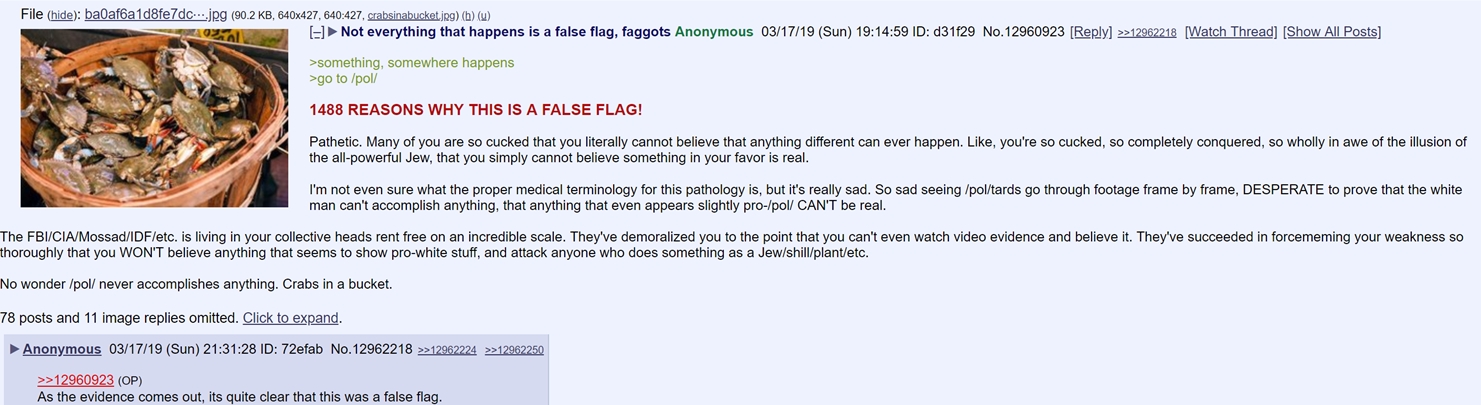 File (hide): ba0af6a1d8fe7dc⋯.jpg (90.2 KB, 640x427, 640:427, crabsinabucket.jpg) (h) (u)
[–] ▶ Not everything that happens is a false flag, faggots Anonymous 03/17/19 (Sun) 19:14:59 ID: d31f29 No.12960923 [Reply] >>12962218 [Watch Thread] [Show All Posts]
>something, somewhere happens
>go to /pol/
1488 REASONS WHY THIS IS A FALSE FLAG!
Pathetic. Many of you are so cucked that you literally cannot believe that anything different can ever happen. Like, you're so cucked, so completely conquered, so wholly in awe of the illusion of
the all-powerful Jew, that you simply cannot believe something in your favor is real.
I'm not even sure what the proper medical terminology for this pathology is, but it's really sad. So sad seeing /pol/tards go through footage frame by frame, DESPERATE to prove that the white
man can't accomplish anything, that anything that even appears slightly pro-/pol/ CAN'T be real.
The FBI/CIA/Mossad/IDF/etc. is living in your collective heads rent free on an incredible scale. They've demoralized you to the point that you can't even watch video evidence and believe it. They've succeeded in forcememing your weakness so
thoroughly that you WON'T believe anything that seems to show pro-white stuff, and attack anyone who does something as a Jew/shill/plant/etc.
No wonder /pol/ never accomplishes anything. Crabs in a bucket.
78 posts and 11 image replies omitted. Click to expand.
▶ Anonymous 03/17/19 (Sun) 21:31:28 ID: 72efab No.12962218 >>12962224 >>12962250
>>12960923 (OP)
As the evidence comes out, its quite clear that this was a false flag.